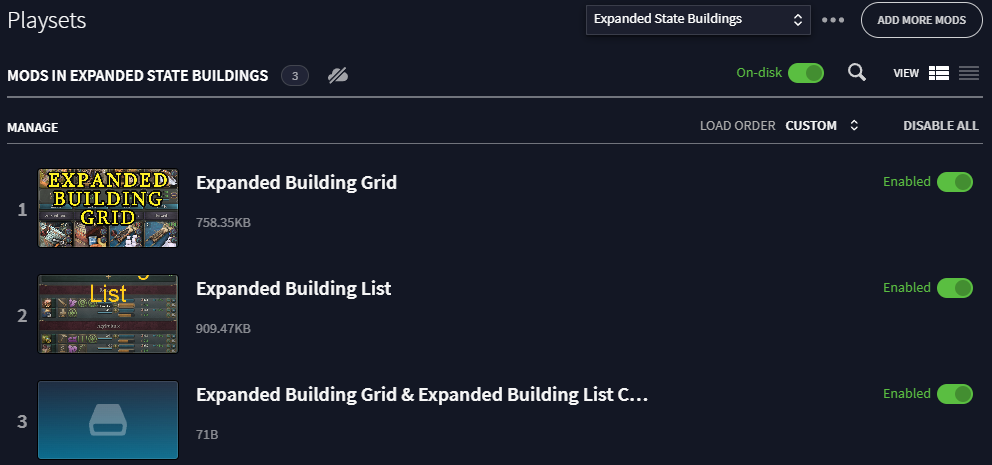 Playsets
Expanded State Buildings
ADD MORE MODS
MODS IN EXPANDED STATE BUILDINGS 3
On-disk
VIEW
MANAGE
LOAD ORDER CUSTOM
DISABLE ALL
1
EXPANDED
BUILDING
GRID
Expanded Building Grid
758.35KB
Enabled
2
List
Expanded Building List
909.47KB
Enabled
3
Expanded Building Grid & Expanded Building List C...
71B
Enabled